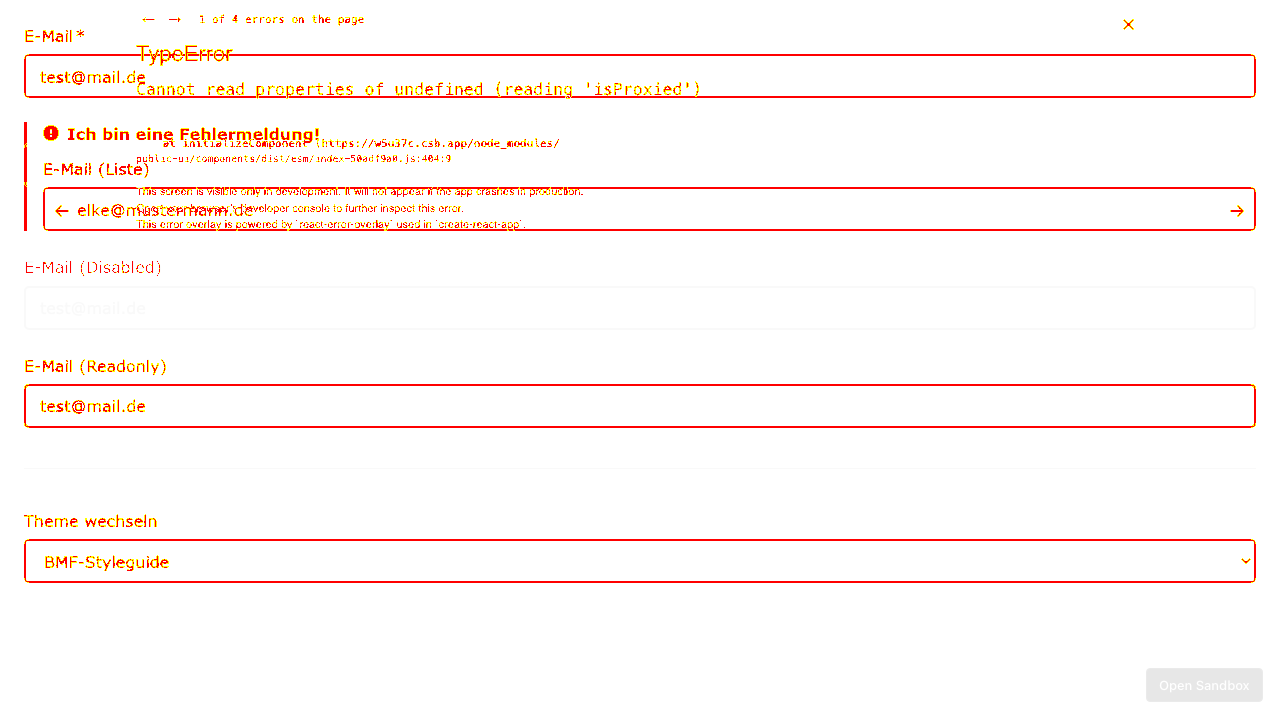 ← → 1 of 4 errors on the page
E-Mail *
TypeError
test@mail.de
Cannot read properties of undefined (reading 'isProxied')
Ich bin eine Fehlermeldung!
at initializeComponent (https://w5u37c.csb.app/node_modules/
public-ui/components/dist/esm/index-50adf9a0.js:404:9
E-Mail (Liste)
This screen is visible only in development. It will not appear if the app crashes in production.
← elke@mustermann.de →
Open your browser's developer console to further inspect this error.
This error overlay is powered by `react-error-overlay` used in `create-react-app`.
E-Mail (Disabled)
test@mail.de
E-Mail (Readonly)
test@mail.de
Theme wechseln
BMF-Styleguide
Open Sandbox